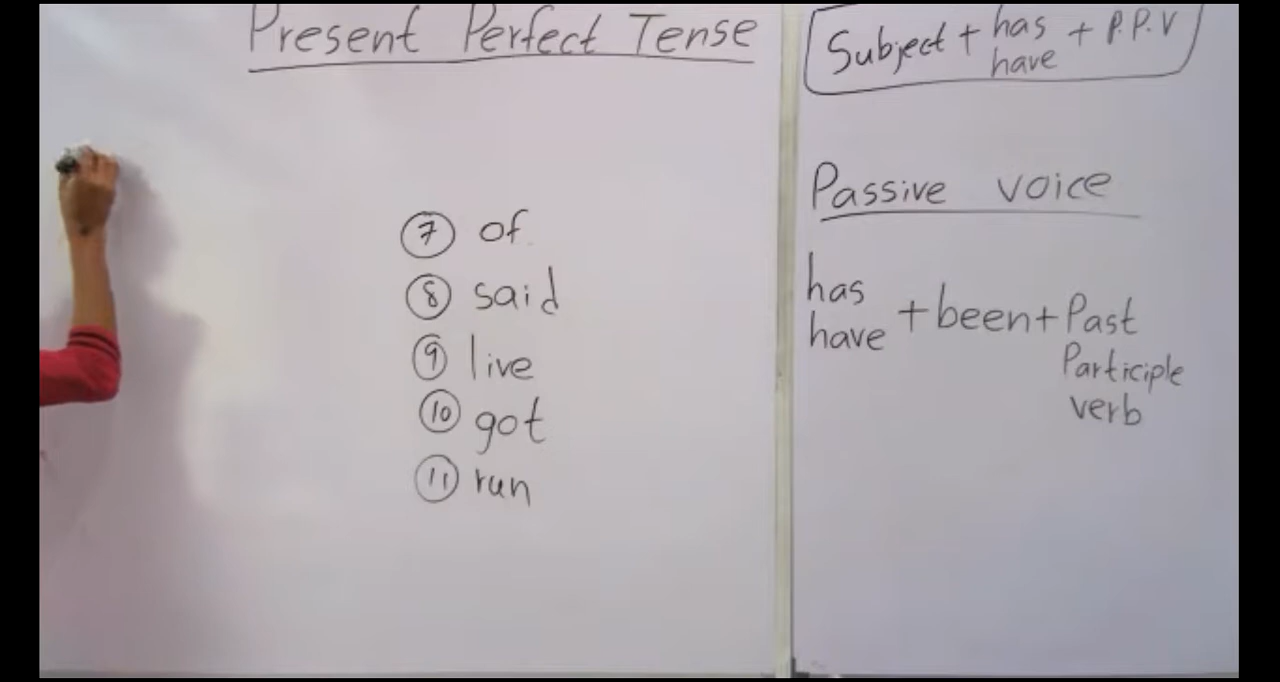 Present Perfect Tense
7 of
8 said
9 live
10 got
11 run
Subject + has + P.P.V
have
Passive voice
has
have + been + Past
Participle
verb